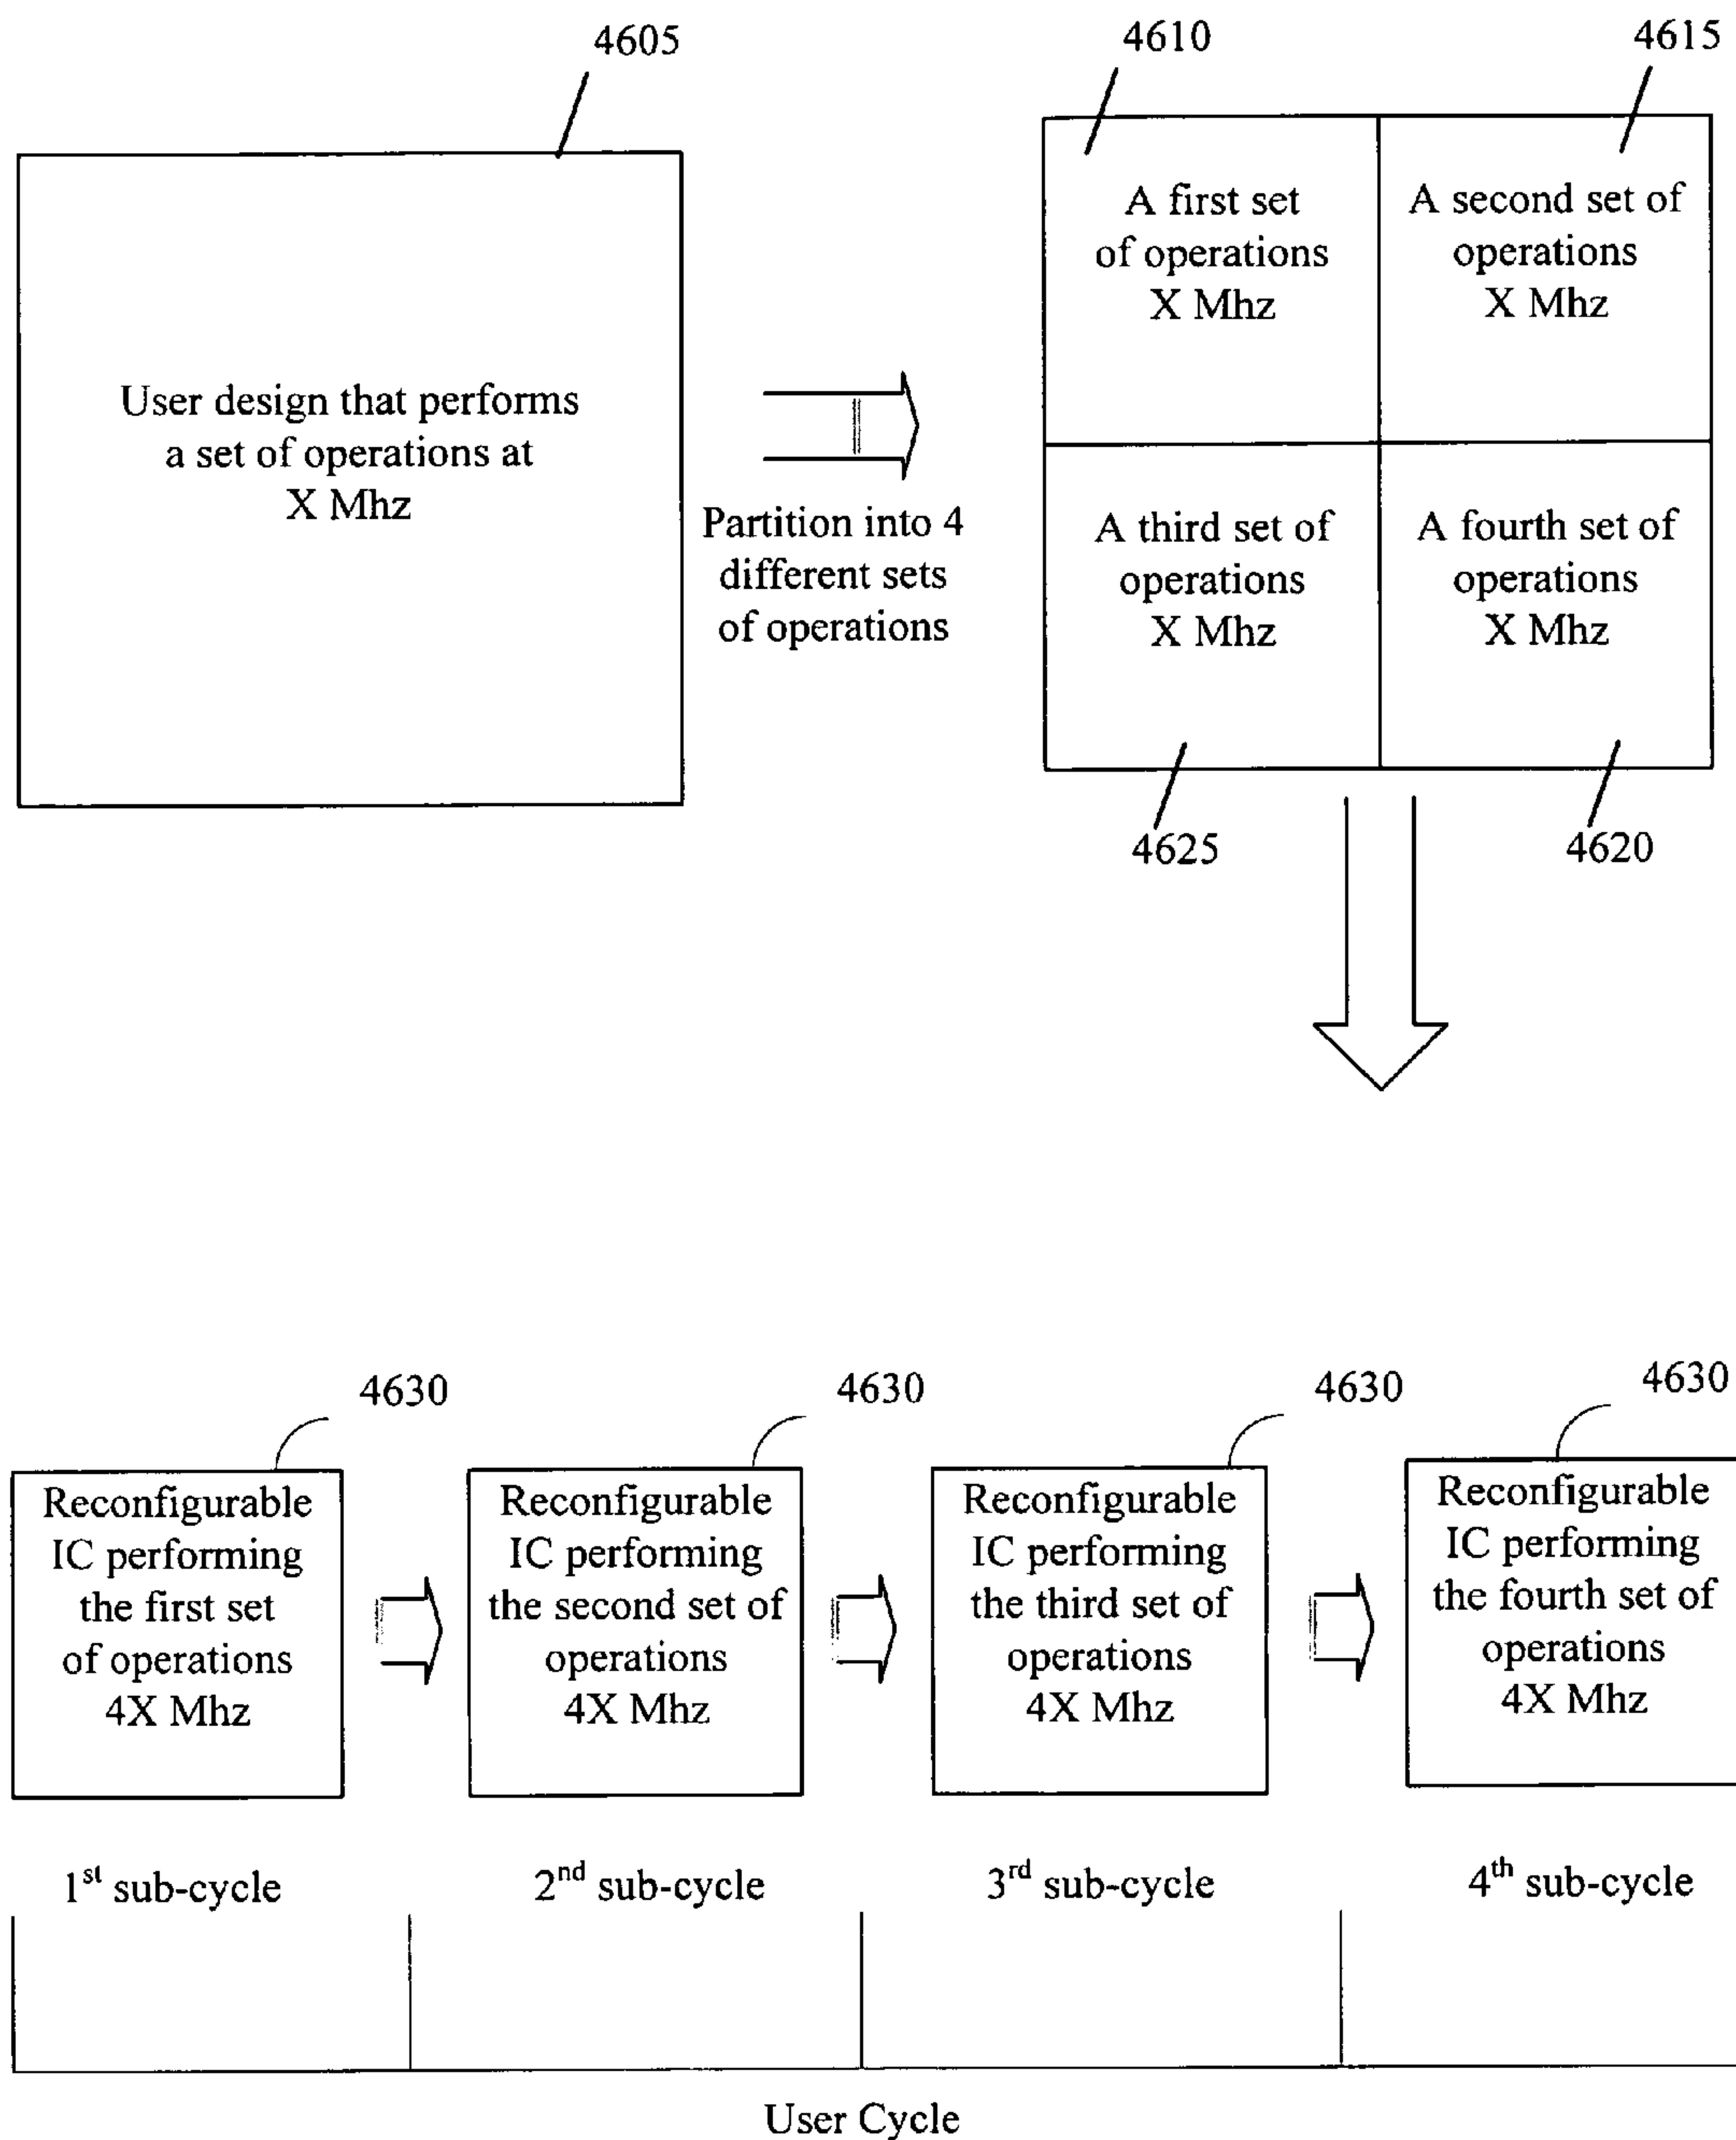 4605
4610
4615
User design that performs
a set of operations at
X Mhz
Partition into 4
different sets
of operations
A first set
of operations
X Mhz
A second set of
operations
X Mhz
A third set of
operations
X Mhz
A fourth set of
operations
X Mhz
4625
4620
4630
4630
4630
4630
Reconfigurable
IC performing
the first set
of operations
4X Mhz
Reconfigurable
IC performing
the second set of
operations
4X Mhz
Reconfigurable
IC performing
the third set of
operations
4X Mhz
Reconfigurable
IC performing
the fourth set of
operations
4X Mhz
1st sub-cycle
2nd sub-cycle
3rd sub-cycle
4th sub-cycle
User Cycle